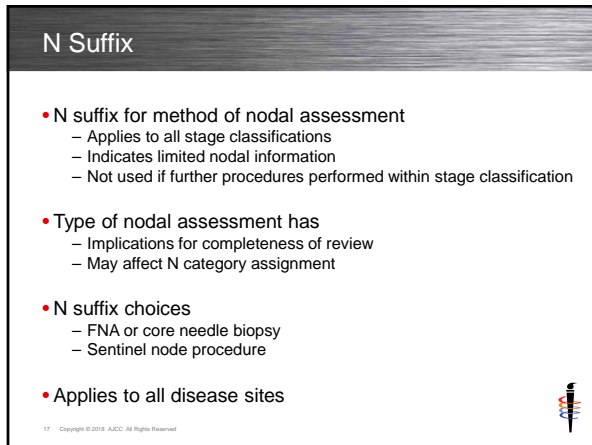 N Suffix
• N suffix for method of nodal assessment
– Applies to all stage classifications
– Indicates limited nodal information
– Not used if further procedures performed within stage classification
• Type of nodal assessment has
– Implications for completeness of review
– May affect N category assignment
• N suffix choices
– FNA or core needle biopsy
– Sentinel node procedure
• Applies to all disease sites
17 Copyright © 2018 AJCC All Rights Reserved